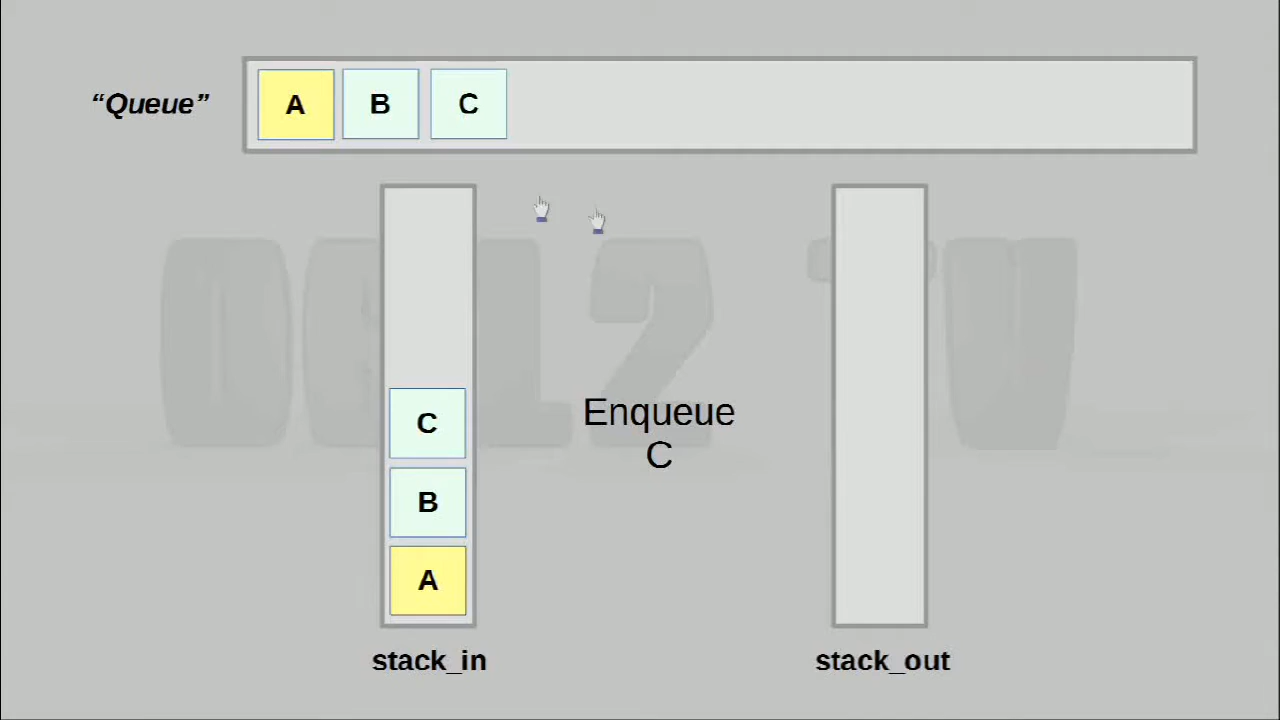 “Queue”
A B C
C
B
A
Enqueue
C
stack_in
stack_out